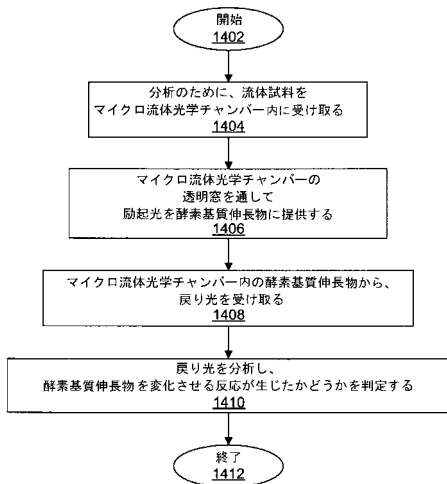 開始
1402
分析のために、流体試料を
マイクロ流体光学チャンバー内に受け取る
1404
マイクロ流体光学チャンバーの
透明窓を通して
励起光を酵素基質伸長物に提供する
1406
マイクロ流体光学チャンバー内の酵素基質伸長物から、
戻り光を受け取る
1408
戻り光を分析し、
酵素基質伸長物を変化させる反応が生じたかどうかを判定する
1410
終了
1412